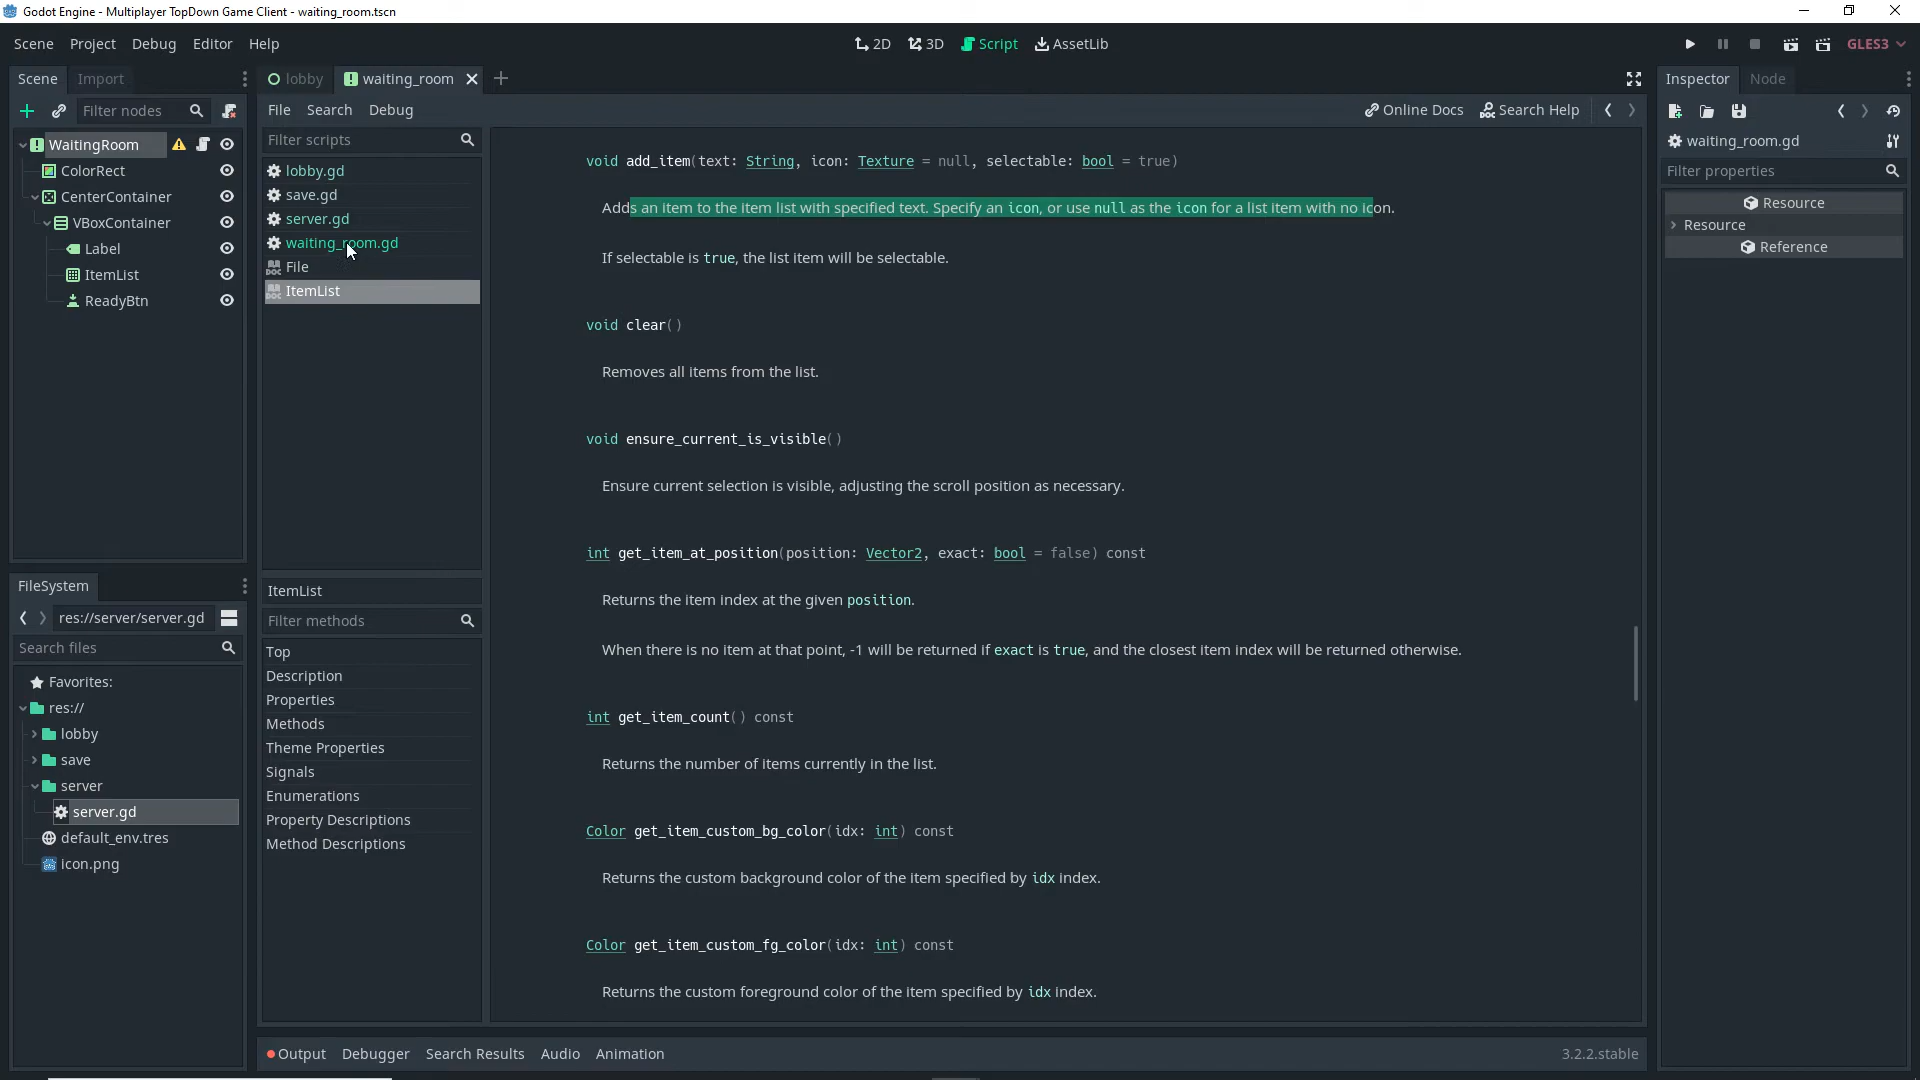 Godot Engine - Multiplayer TopDown Game Client - waiting_room.tscn
Scene Project Debug Editor Help
2D 3D Script AssetLib
GLES3
Scene Import
Filter nodes
WaitingRoom
ColorRect
CenterContainer
VBoxContainer
Label
ItemList
ReadyBtn
FileSystem
res://server/server.gd
Search files
Favorites:
res://
lobby
save
server
server.gd
default_env.tres
icon.png
lobby waiting_room
File Search Debug
Online Docs Search Help
Filter scripts
lobby.gd
save.gd
server.gd
waiting_room.gd
File
ItemList
ItemList
Filter methods
Top
Description
Properties
Methods
Theme Properties
Signals
Enumerations
Property Descriptions
Method Descriptions
void add_item(text: String, icon: Texture = null, selectable: bool = true)
Adds an item to the item list with specified text. Specify an icon, or use null as the icon for a list item with no icon.
If selectable is true, the list item will be selectable.
void clear()
Removes all items from the list.
void ensure_current_is_visible()
Ensure current selection is visible, adjusting the scroll position as necessary.
int get_item_at_position(position: Vector2, exact: bool = false) const
Returns the item index at the given position.
When there is no item at that point, -1 will be returned if exact is true, and the closest item index will be returned otherwise.
int get_item_count() const
Returns the number of items currently in the list.
Color get_item_custom_bg_color(idx: int) const
Returns the custom background color of the item specified by idx index.
Color get_item_custom_fg_color(idx: int) const
Returns the custom foreground color of the item specified by idx index.
Output Debugger Search Results Audio Animation
3.2.2.stable
Inspector Node
waiting_room.gd
Filter properties
Resource
Resource
Reference